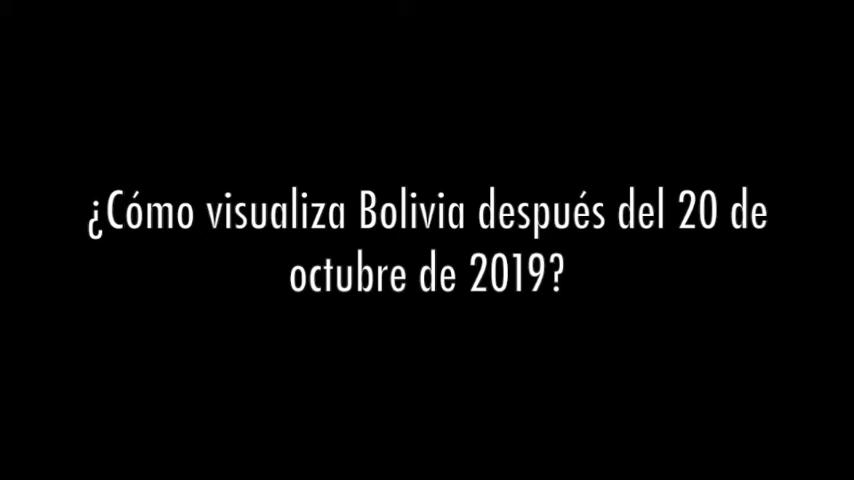 ¿Cómo visualiza Bolivia después del 20 de
octubre de 2019?